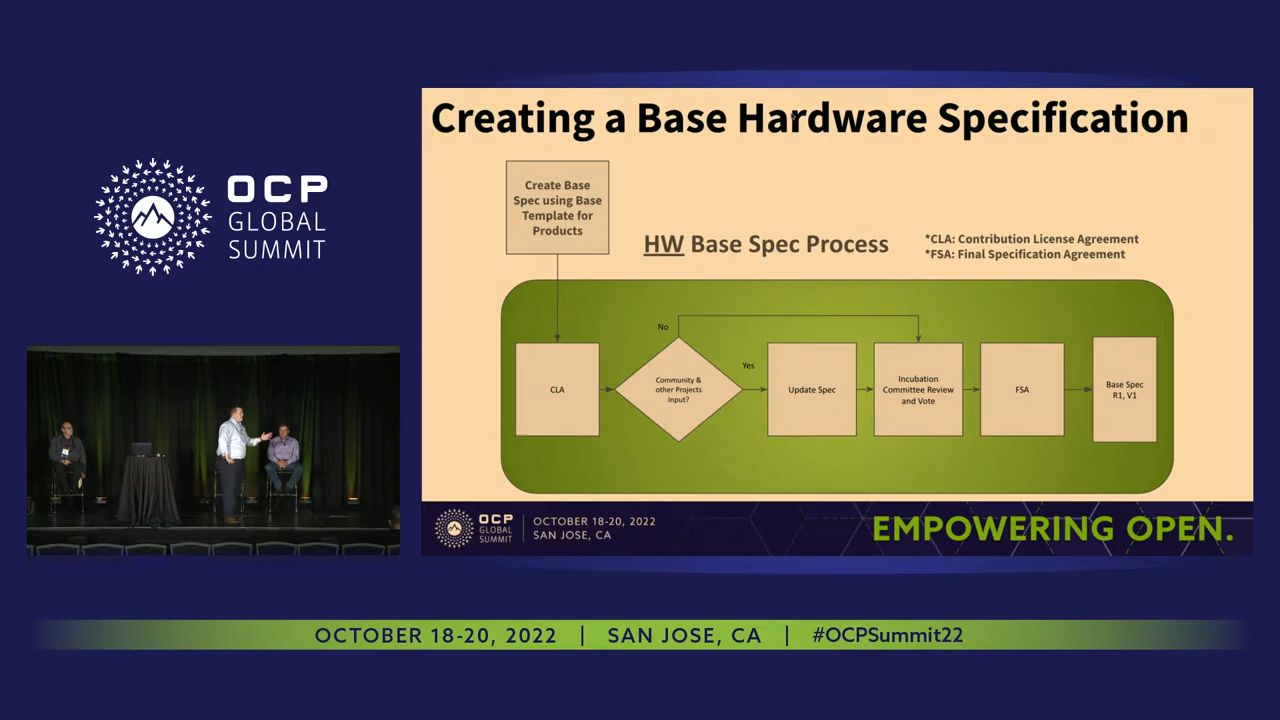 OCP
GLOBAL
SUMMIT
Creating a Base Hardware Specification
Create Base
Spec using Base
Template for
Products
HW Base Spec Process
*CLA: Contribution License Agreement
*FSA: Final Specification Agreement
No
Yes
CLA
Community &
other Projects
Input?
Update Spec
Incubation
Committee Review
and Vote
FSA
Base Spec
R1, V1
OCP
GLOBAL
SUMMIT
OCTOBER 18-20, 2022
SAN JOSE, CA
EMPOWERING OPEN.
OCTOBER 18-20, 2022 | SAN JOSE, CA | #OCPSummit22